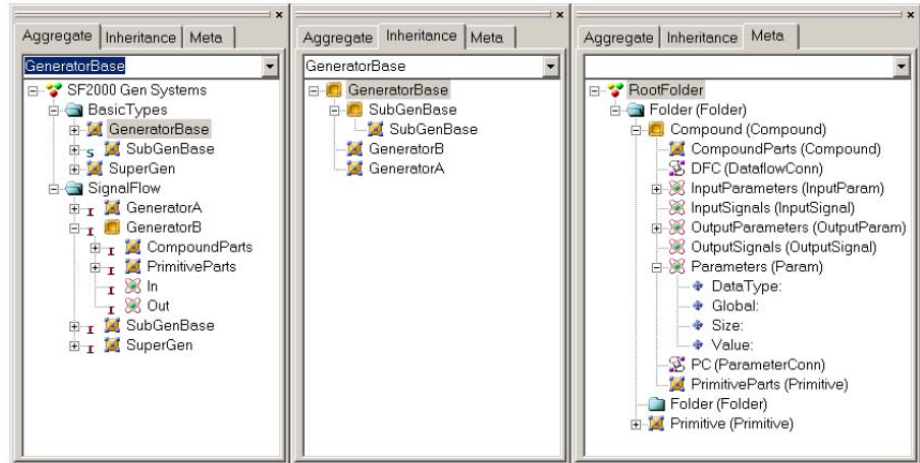 Aggregate Inheritance Meta
GeneratorBase
SF2000 Gen Systems
BasicTypes
GeneratorBase
S SubGenBase
SuperGen
SignalFlow
I GeneratorA
I GeneratorB
I CompoundParts
I PrimitiveParts
I In
I Out
I SubGenBase
I SuperGen
Aggregate Inheritance Meta
GeneratorBase
GeneratorBase
SubGenBase
SubGenBase
GeneratorB
GeneratorA
Aggregate Inheritance Meta
RootFolder
Folder (Folder)
Compound (Compound)
CompoundParts (Compound)
DFC (DataflowConn)
InputParameters (InputParam)
InputSignals (InputSignal)
OutputParameters (OutputParam)
OutputSignals (OutputSignal)
Parameters (Param)
DataType:
Global:
Size:
Value:
PC (ParameterConn)
PrimitiveParts (Primitive)
Folder (Folder)
Primitive (Primitive)